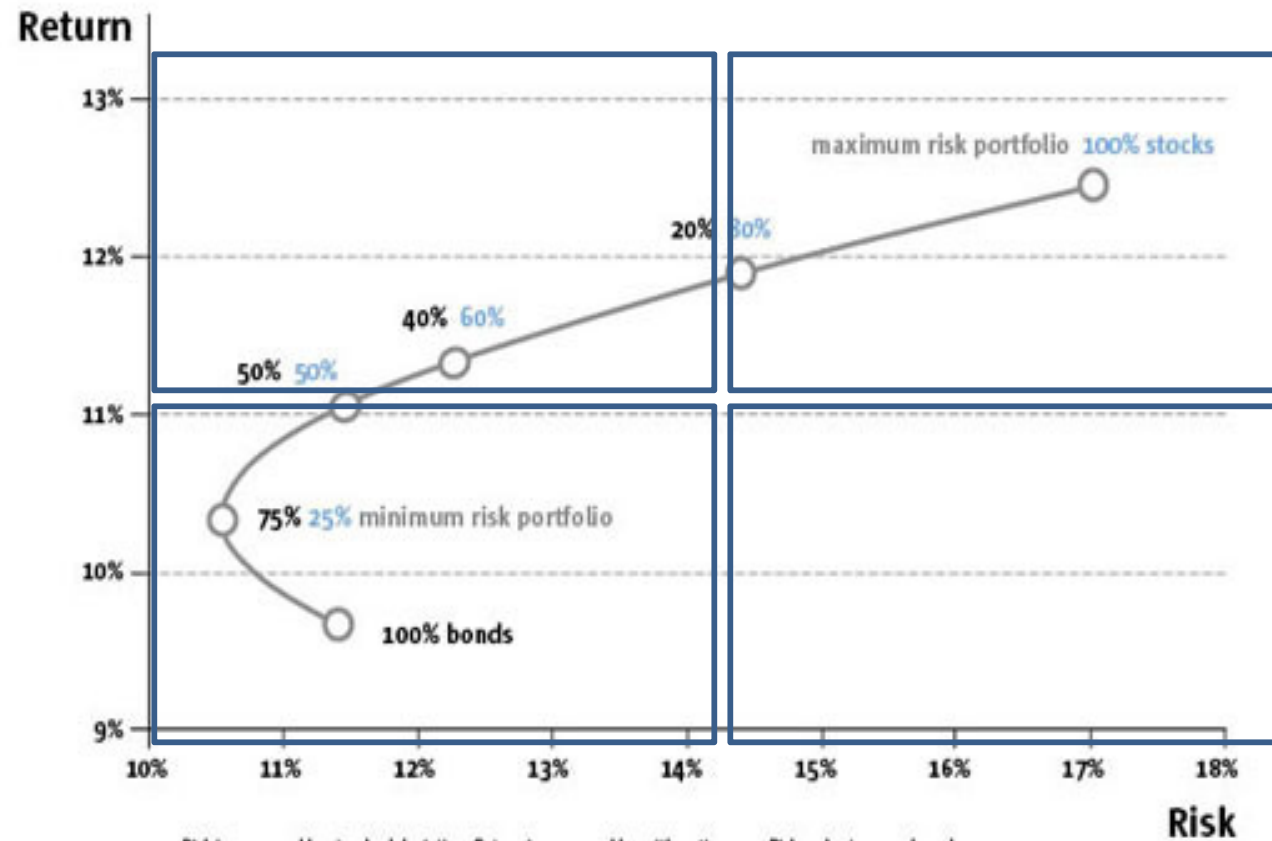 Return
13%
maximum risk portfolio 100% stocks
20% 80%
12%
40% 60%
50% 50%
11%
75% 25% minimum risk portfolio
10%
100% bonds
9%
10% 11% 12% 13% 14% 15% 16% 17% 18%
Risk